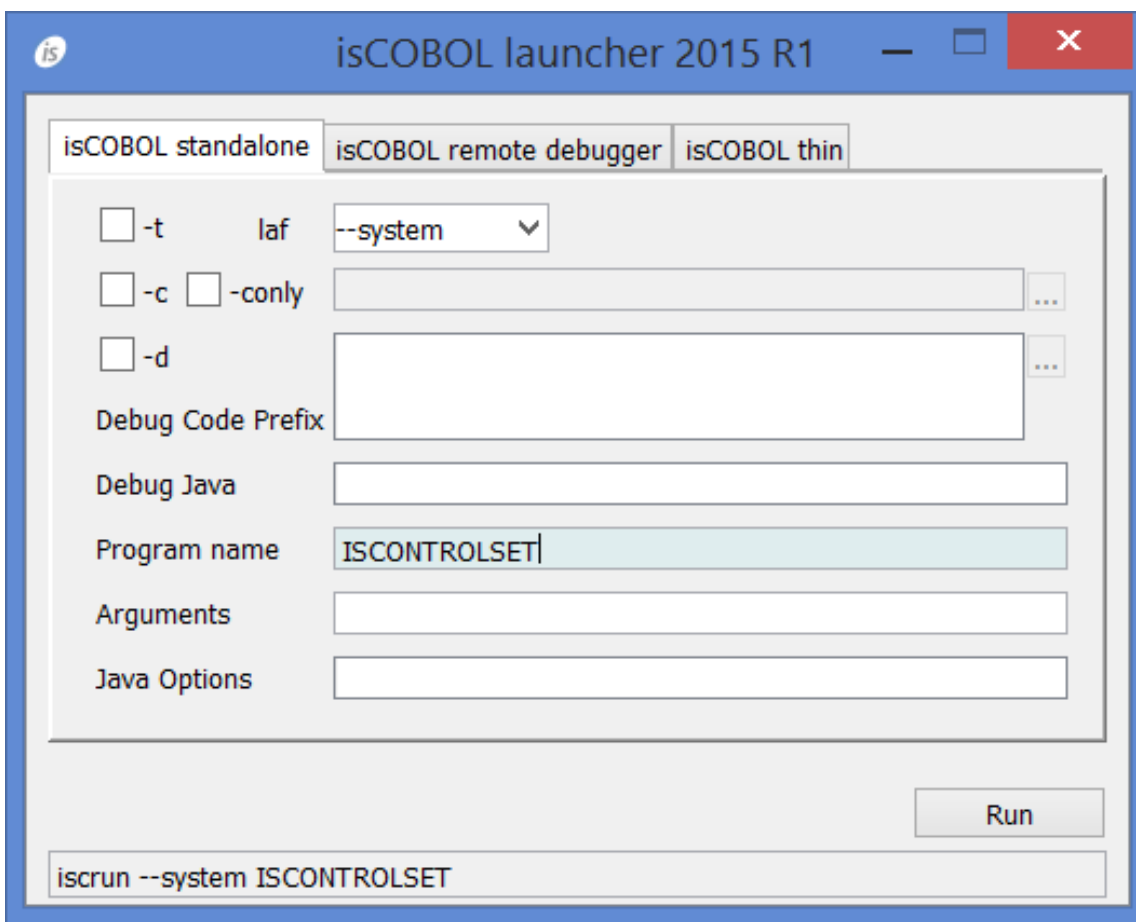 is isCOBOL launcher 2015 R1
isCOBOL standalone isCOBOL remote debugger isCOBOL thin
-t laf --system
-c -conly ...
-d ...
Debug Code Prefix
Debug Java
Program name ISCONTROLSET
Arguments
Java Options
Run
iscrun --system ISCONTROLSET